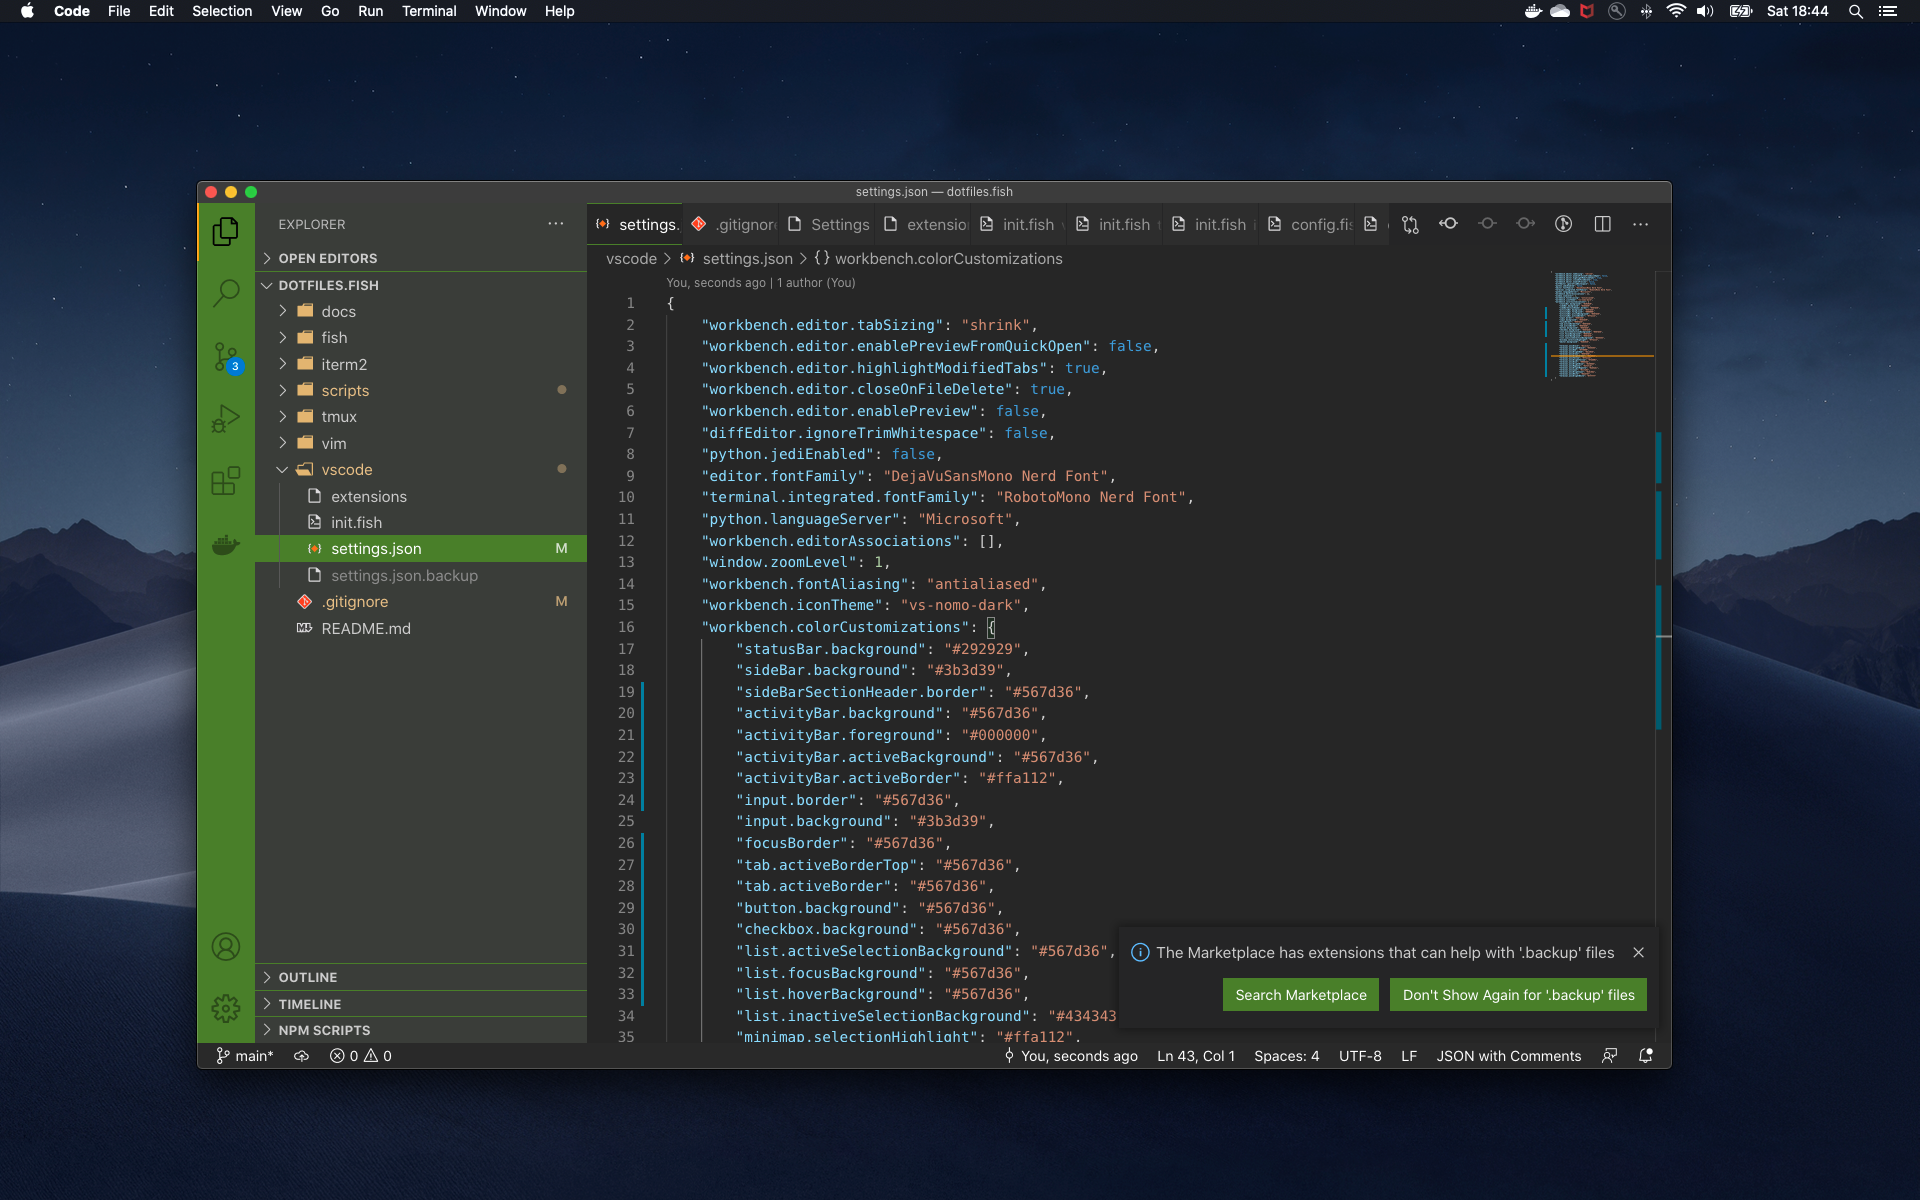 Code File Edit Selection View Go Run Terminal Window Help
Sat 18:44
settings.json — dotfiles.fish
EXPLORER
OPEN EDITORS
DOTFILES.FISH
docs
fish
iterm2
scripts
tmux
vim
vscode
extensions
init.fish
settings.json M
settings.json.backup
.gitignore M
README.md
OUTLINE
TIMELINE
NPM SCRIPTS
3
settings. .gitignore Settings extensio init.fish init.fish init.fish config.fis
vscode > settings.json > {} workbench.colorCustomizations
You, seconds ago | 1 author (You)
1 {
2 "workbench.editor.tabSizing": "shrink",
3 "workbench.editor.enablePreviewFromQuickOpen": false,
4 "workbench.editor.highlightModifiedTabs": true,
5 "workbench.editor.closeOnFileDelete": true,
6 "workbench.editor.enablePreview": false,
7 "diffEditor.ignoreTrimWhitespace": false,
8 "python.jediEnabled": false,
9 "editor.fontFamily": "DejaVuSansMono Nerd Font",
10 "terminal.integrated.fontFamily": "RobotoMono Nerd Font",
11 "python.languageServer": "Microsoft",
12 "workbench.editorAssociations": [],
13 "window.zoomLevel": 1,
14 "workbench.fontAliasing": "antialiased",
15 "workbench.iconTheme": "vs-nomo-dark",
16 "workbench.colorCustomizations": {
17 "statusBar.background": "#292929",
18 "sideBar.background": "#3b3d39",
19 "sideBarSectionHeader.border": "#567d36",
20 "activityBar.background": "#567d36",
21 "activityBar.foreground": "#000000",
22 "activityBar.activeBackground": "#567d36",
23 "activityBar.activeBorder": "#ffa112",
24 "input.border": "#567d36",
25 "input.background": "#3b3d39",
26 "focusBorder": "#567d36",
27 "tab.activeBorderTop": "#567d36",
28 "tab.activeBorder": "#567d36",
29 "button.background": "#567d36",
30 "checkbox.background": "#567d36",
31 "list.activeSelectionBackground": "#567d36",
32 "list.focusBackground": "#567d36",
33 "list.hoverBackground": "#567d36",
34 "list.inactiveSelectionBackground": "#434343
35 "minimap.selectionHighlight": "#ffa112",
The Marketplace has extensions that can help with '.backup' files
Search Marketplace
Don't Show Again for '.backup' files
main* 0 0
You, seconds ago Ln 43, Col 1 Spaces: 4 UTF-8 LF JSON with Comments